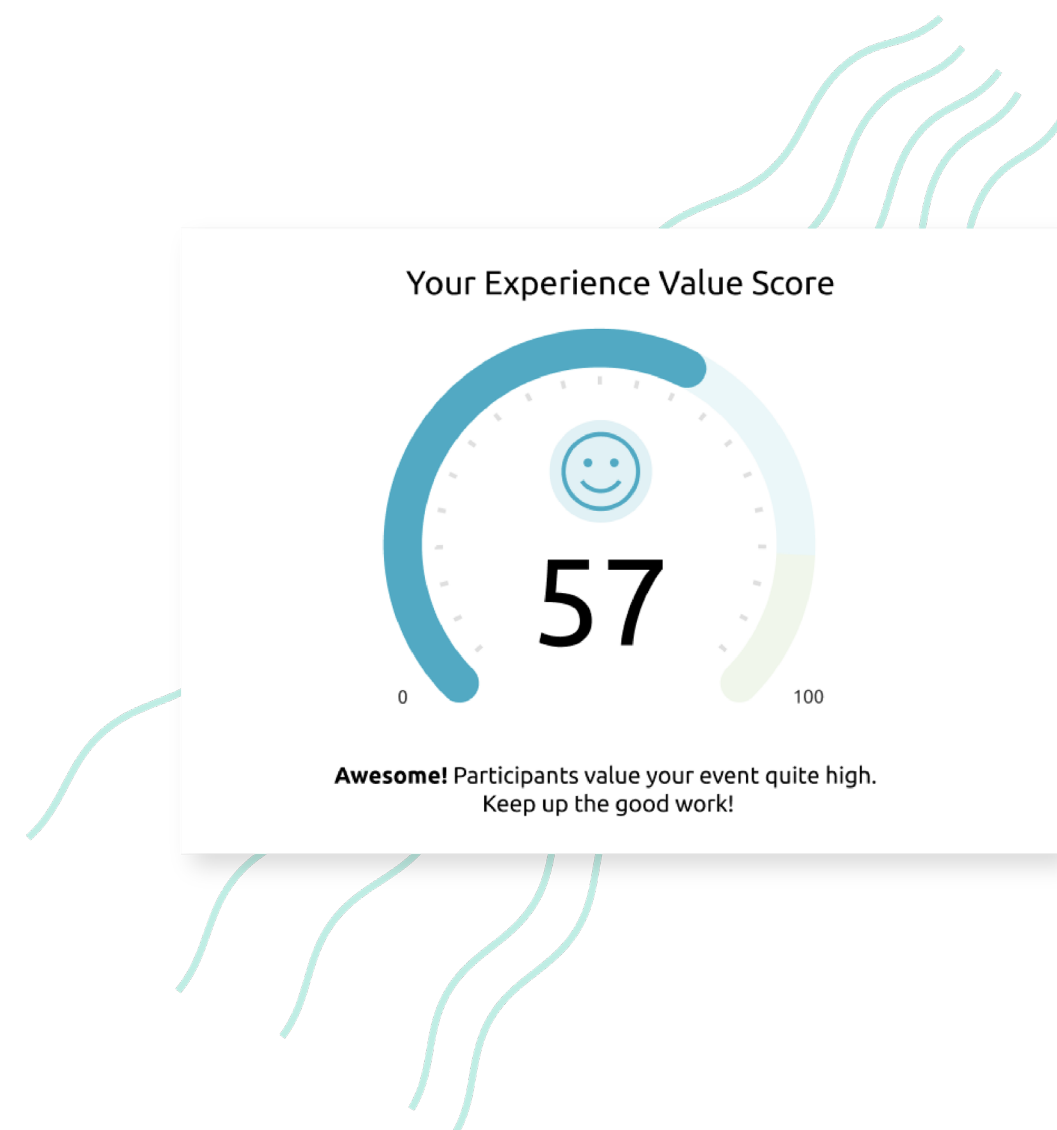 Your Experience Value Score
57
0
100
Awesome! Participants value your event quite high.
Keep up the good work!